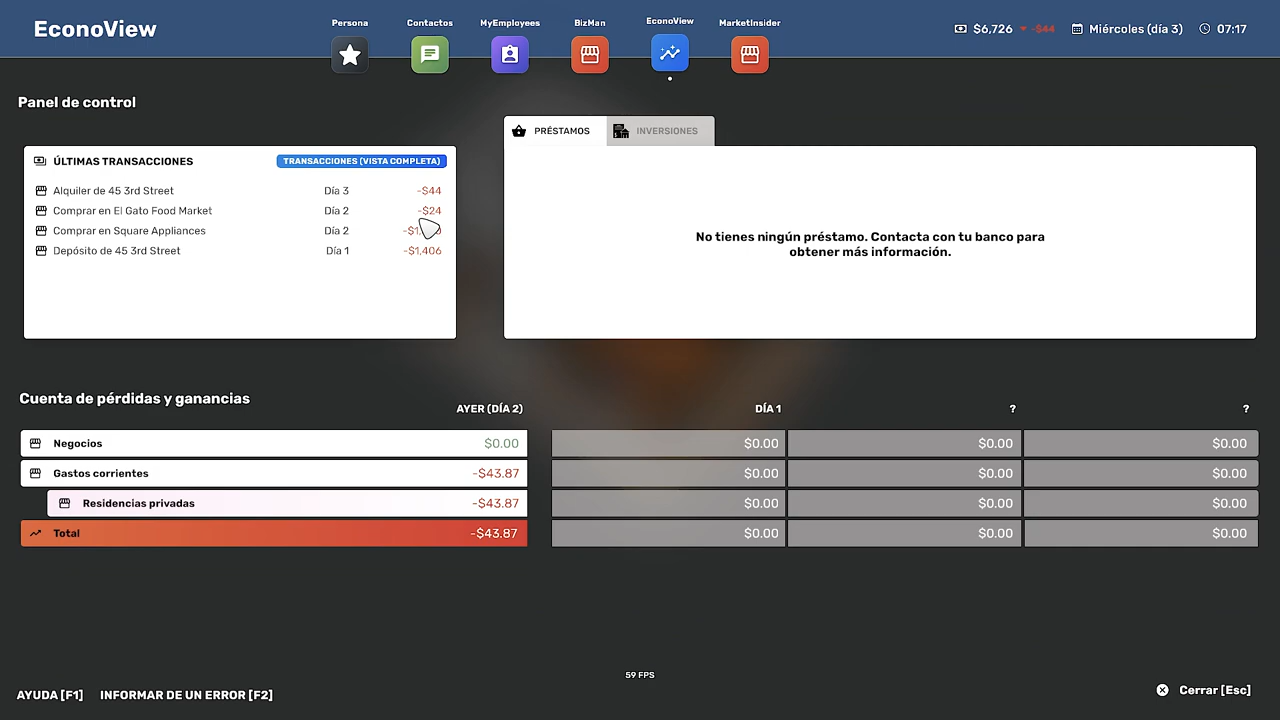 EconoView
Persona
Contactos
MyEmployees
BizMan
EconoView
MarketInsider
$6,726 -$44
Miércoles (día 3)
07:17
Panel de control
ÚLTIMAS TRANSACCIONES
TRANSACCIONES (VISTA COMPLETA)
Alquiler de 45 3rd Street Día 3 -$44
Comprar en El Gato Food Market Día 2 -$24
Comprar en Square Appliances Día 2
Depósito de 45 3rd Street Día 1 -$1,406
PRÉSTAMOS
INVERSIONES
No tienes ningún préstamo. Contacta con tu banco para
obtener más información.
Cuenta de pérdidas y ganancias
AYER (DÍA 2) DÍA 1 ? ?
Negocios $0.00 $0.00 $0.00 $0.00
Gastos corrientes -$43.87 $0.00 $0.00 $0.00
Residencias privadas -$43.87 $0.00 $0.00 $0.00
Total -$43.87 $0.00 $0.00 $0.00
59 FPS
AYUDA [F1] INFORMAR DE UN ERROR [F2]
Cerrar [Esc]